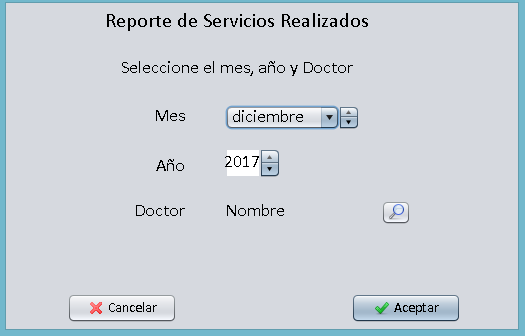 Reporte de Servicios Realizados
Seleccione el mes, año y Doctor
Mes diciembre
Año 2017
Doctor Nombre
Cancelar Aceptar